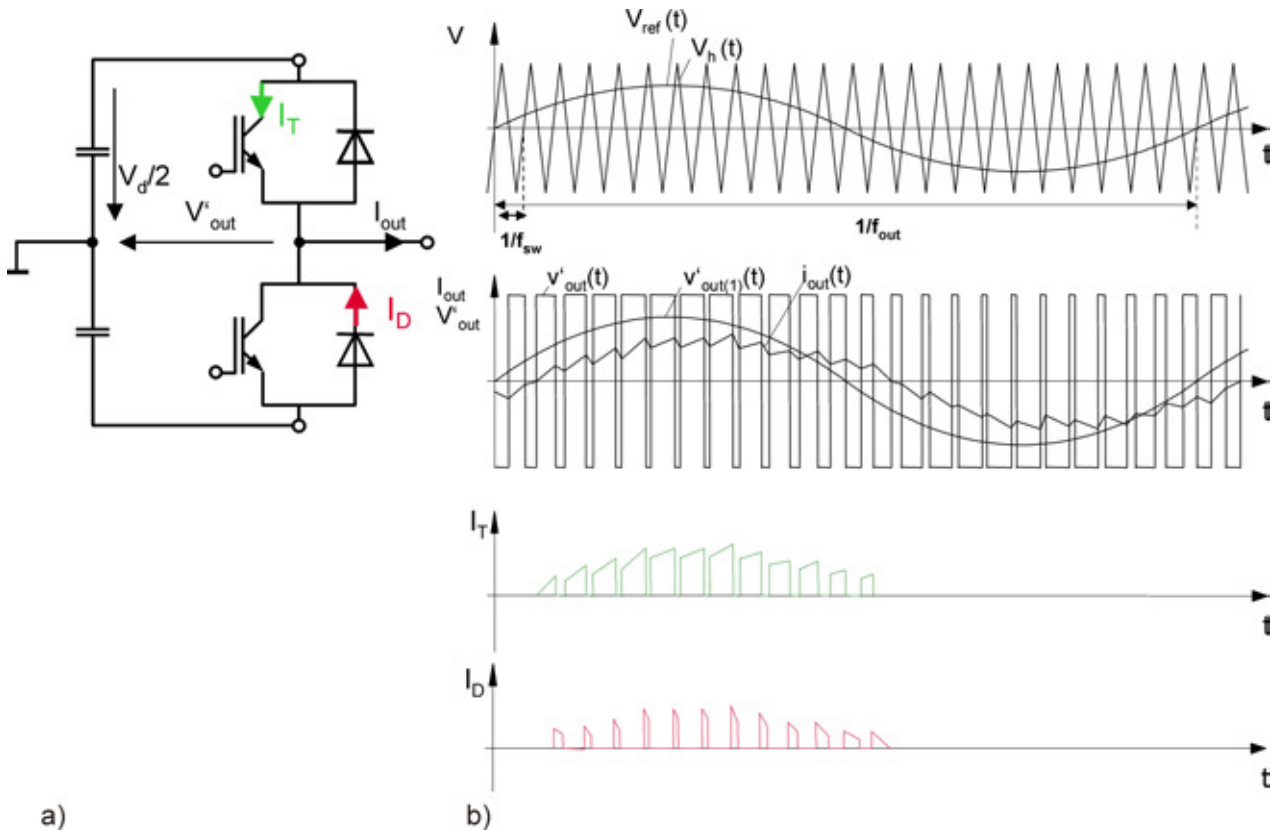 I_T
V_d/2
V'_out
I_out
I_D
a)
V
V_ref(t)
V_h(t)
t
1/f_sw
1/f_out
I_out
V'_out
v'_out(t)
v'_out(1)(t)
i_out(t)
t
I_T
t
I_D
t
b)